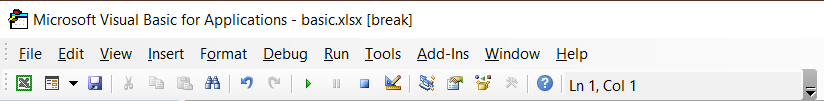 Microsoft Visual Basic for Applications - basic.xlsx [break]
File Edit View Insert Format Debug Run Tools Add-Ins Window Help
Ln 1, Col 1